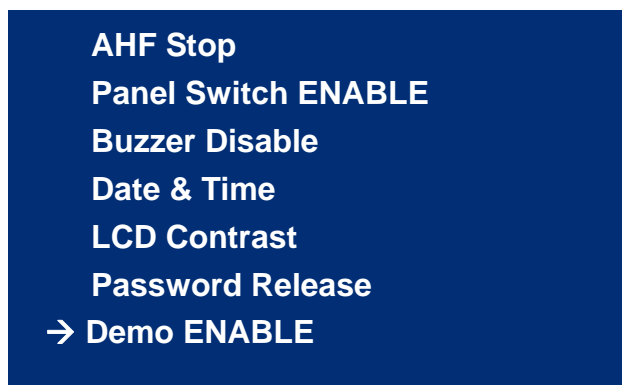 AHF Stop
Panel Switch ENABLE
Buzzer Disable
Date & Time
LCD Contrast
Password Release
→ Demo ENABLE